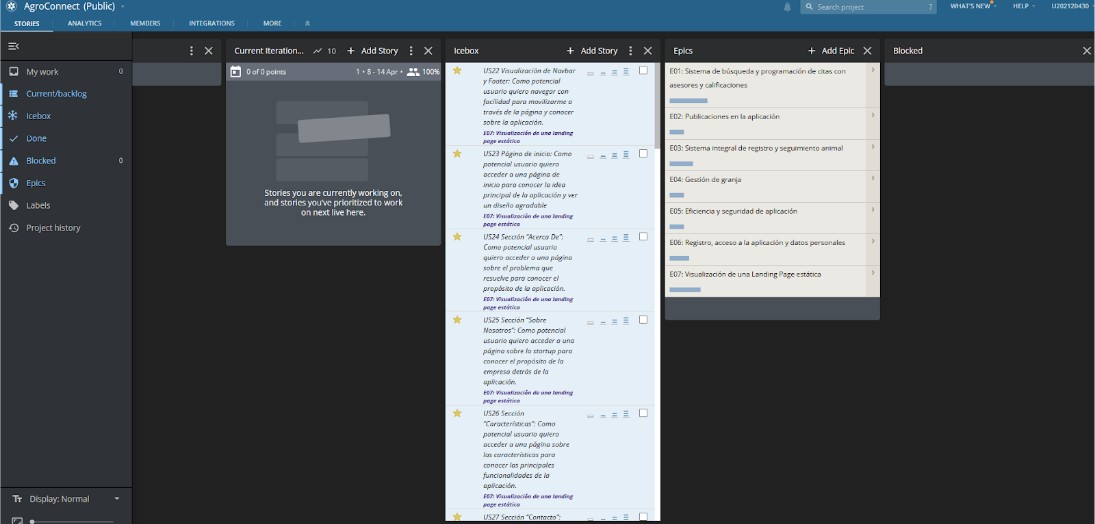 AgroConnect (Public)
Search project
7
WHAT'S NEW
HELP
U202120430
STORIES
ANALYTICS
MEMBERS
INTEGRATIONS
MORE
My work
0
Current/backlog
Icebox
Done
Blocked
0
Epics
Labels
Project history
Display: Normal
Current Iteration...
10
+ Add Story
0 of 0 points
1 • 8 - 14 Apr •
100%
Stories you are currently working on,
and stories you've prioritized to work
on next live here.
Icebox
+ Add Story
US22 Visualización de Navbar
y Footer: Como potencial
usuario quiero navegar con
facilidad para movilizarme a
través de la página y conocer
sobre la aplicación.
E07: Visualización de una landing
page estática
US23 Página de inicio: Como
potencial usuario quiero
acceder a una página de
inicio para conocer la idea
principal de la aplicación y ver
un diseño agradable
E07: Visualización de una landing
page estática
US24 Sección "Acerca De":
Como potencial usuario
quiero acceder a una página
sobre el problema que
resuelve para conocer el
propósito de la aplicación.
E07: Visualización de una landing
page estática
US25 Sección "Sobre
Nosotros": Como potencial
usuario quiero acceder a una
página sobre la startup para
conocer el propósito de la
empresa detrás de la
aplicación.
E07: Visualización de una landing
page estática
US26 Sección
"Características": Como
potencial usuario quiero
acceder a una página sobre
las características para
conocer las principales
funcionalidades de la
aplicación.
E07: Visualización de una landing
page estática
US27 Sección "Contacto":
Epics
+ Add Epic
E01: Sistema de búsqueda y programación de citas con
asesores y calificaciones
E02: Publicaciones en la aplicación
E03: Sistema integral de registro y seguimiento animal
E04: Gestión de granja
E05: Eficiencia y seguridad de aplicación
E06: Registro, acceso a la aplicación y datos personales
E07: Visualización de una Landing Page estática
Blocked